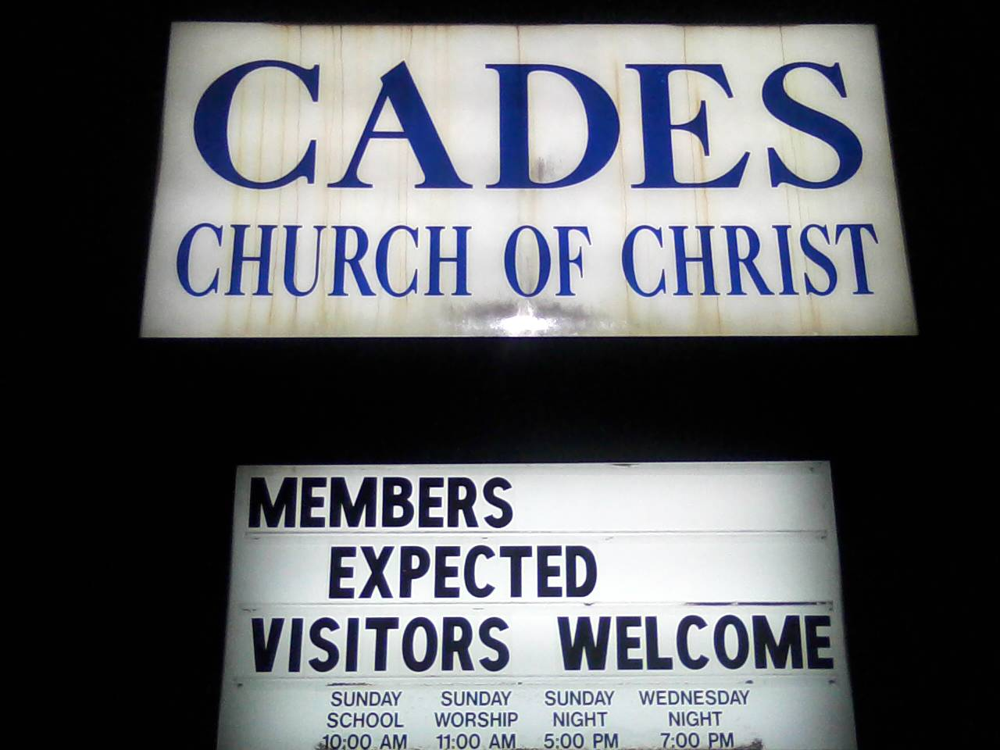 CADES
CHURCH OF CHRIST
MEMBERS
EXPECTED
VISITORS WELCOME
SUNDAY SUNDAY SUNDAY WEDNESDAY
SCHOOL WORSHIP NIGHT NIGHT
10:00 AM 11:00 AM 5:00 PM 7:00 PM